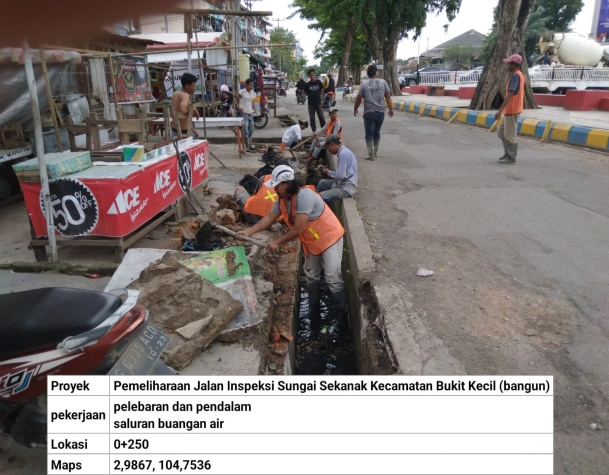 ACE
ACE
ACE
50%
Proyek Pemeliharaan Jalan Inspeksi Sungai Sekanak Kecamatan Bukit Kecil (bangun)
pekerjaan pelebaran dan pendalam
saluran buangan air
Lokasi 0+250
Maps 2,9867, 104,7536